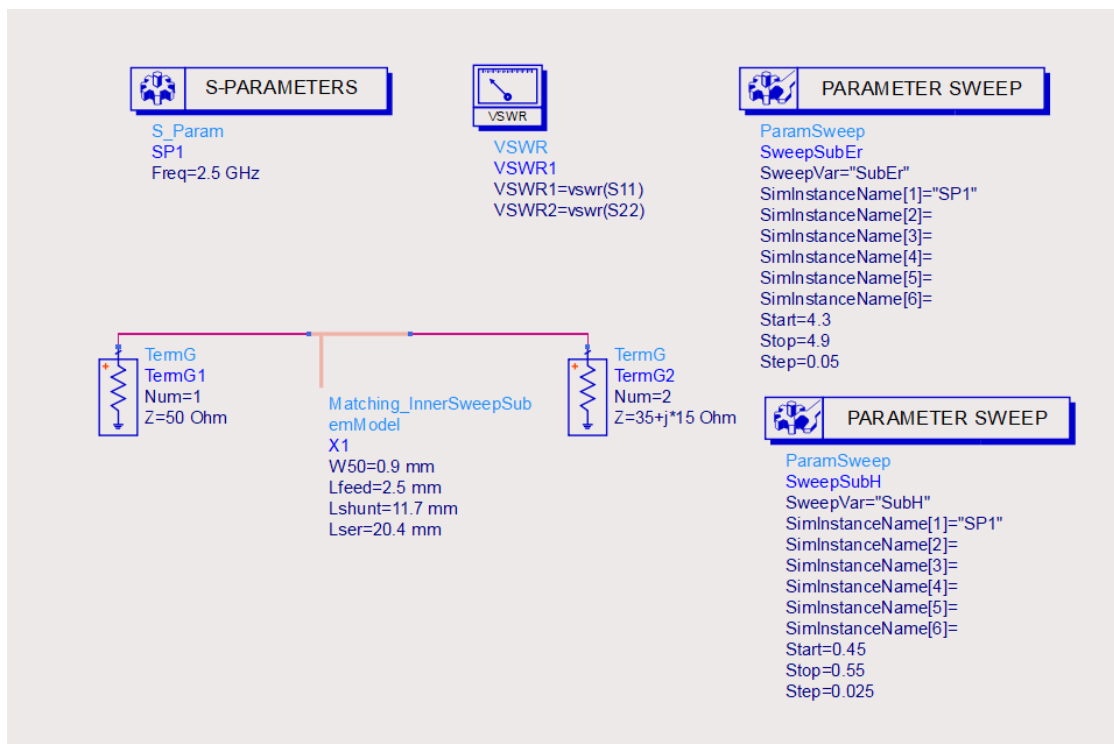 S-PARAMETERS
S_Param
SP1
Freq=2.5 GHz
VSWR
VSWR
VSWR1
VSWR1=vswr(S11)
VSWR2=vswr(S22)
PARAMETER SWEEP
ParamSweep
SweepSubEr
SweepVar="SubEr"
SimInstanceName[1]="SP1"
SimInstanceName[2]=
SimInstanceName[3]=
SimInstanceName[4]=
SimInstanceName[5]=
SimInstanceName[6]=
Start=4.3
Stop=4.9
Step=0.05
TermG
TermG1
Num=1
Z=50 Ohm
Matching_InnerSweepSub
emModel
X1
W50=0.9 mm
Lfeed=2.5 mm
Lshunt=11.7 mm
Lser=20.4 mm
TermG
TermG2
Num=2
Z=35+j*15 Ohm
PARAMETER SWEEP
ParamSweep
SweepSubH
SweepVar="SubH"
SimInstanceName[1]="SP1"
SimInstanceName[2]=
SimInstanceName[3]=
SimInstanceName[4]=
SimInstanceName[5]=
SimInstanceName[6]=
Start=0.45
Stop=0.55
Step=0.025